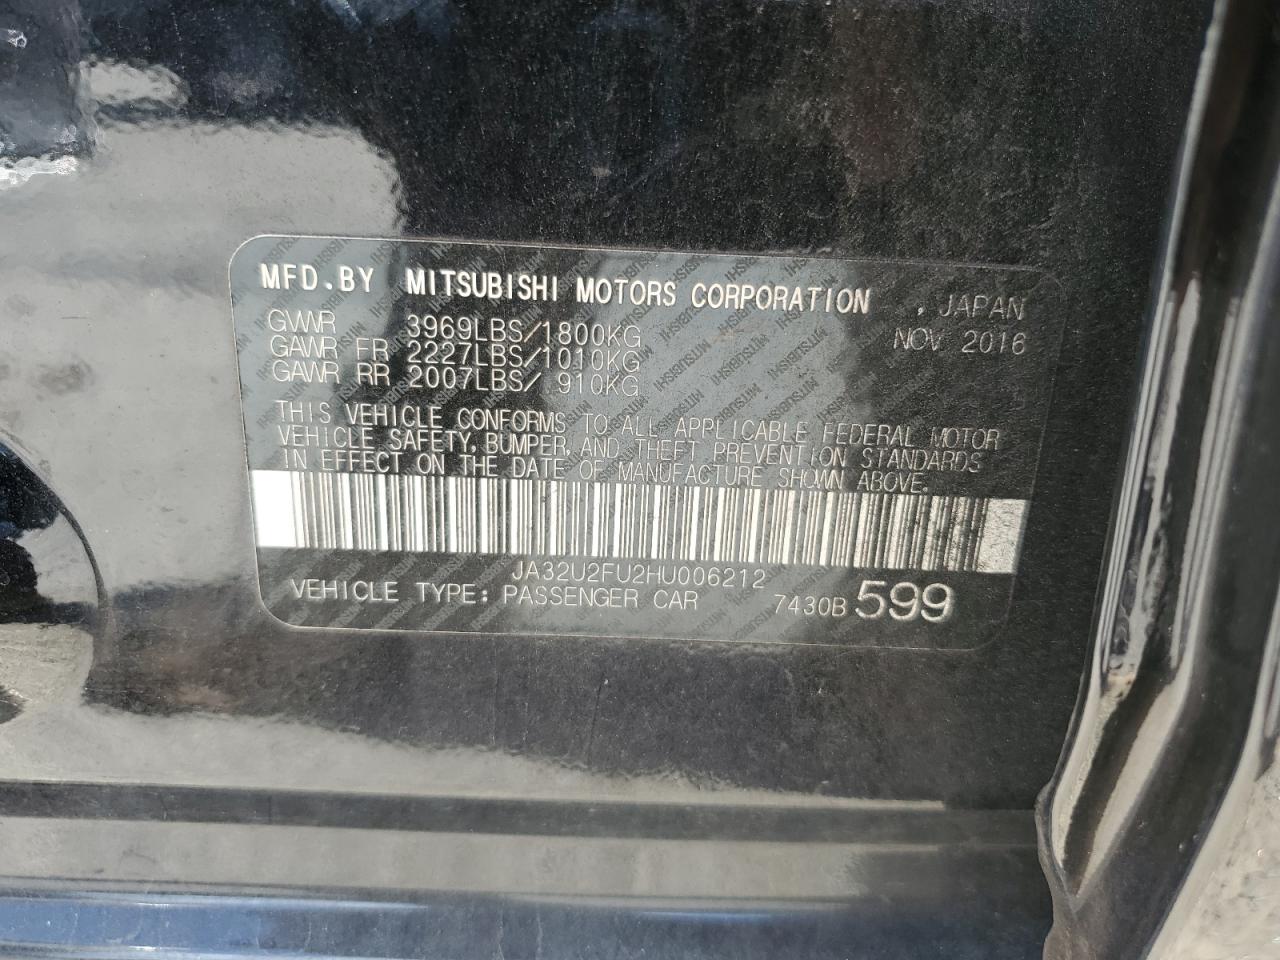 MFD.BY MITSUBISHI MOTORS CORPORATION , JAPAN
GVWR 3969LBS/1800KG NOV 2016
GAWR FR 2227LBS/1010KG
GAWR RR 2007LBS/ 910KG
THIS VEHICLE CONFORMS TO ALL APPLICABLE FEDERAL MOTOR
VEHICLE SAFETY, BUMPER, AND THEFT PREVENTION STANDARDS
IN EFFECT ON THE DATE OF MANUFACTURE SHOWN ABOVE.
JA32U2FU2HU006212
VEHICLE TYPE: PASSENGER CAR 7430B 599